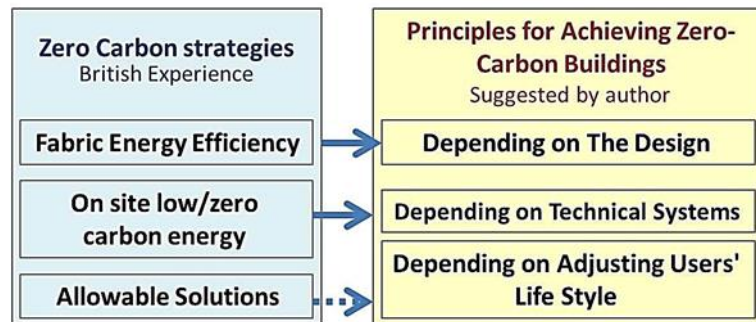 Zero Carbon strategies
British Experience
Fabric Energy Efficiency
On site low/zero
carbon energy
Allowable Solutions
Principles for Achieving Zero-
Carbon Buildings
Suggested by author
Depending on The Design
Depending on Technical Systems
Depending on Adjusting Users'
Life Style